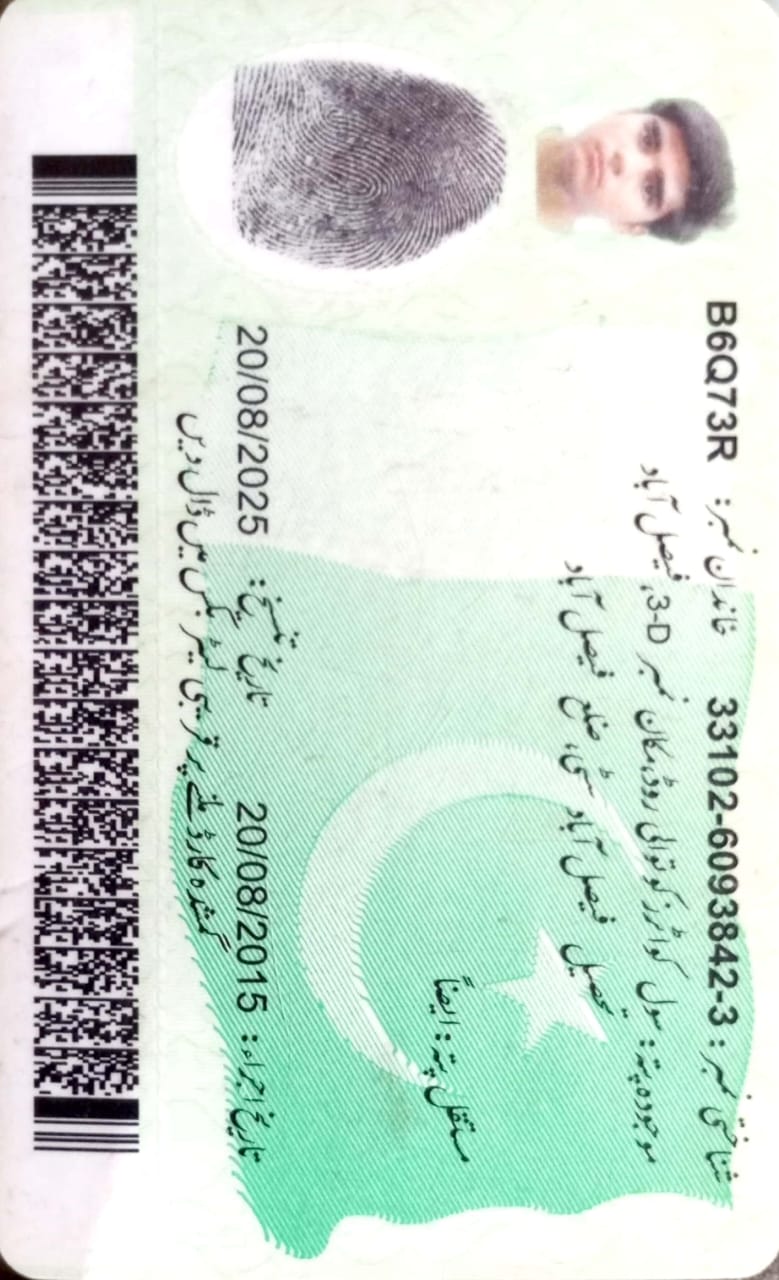 شناختی نمبر: 33102-6093842-3 خاندان نمبر: B6Q73R
موجودہ پتہ: سول کواٹرز کوتوالی روڈ، مکان نمبر 3-D، فیصل آباد
تحصیل فیصل آباد سٹی، ضلع فیصل آباد
مستقل پتہ: ایضاً
تاریخ اجراء: 20/08/2015 تاریخ تنسیخ: 20/08/2025
گمشدہ کارڈ ملنے پر قریبی لیٹر بکس میں ڈال دیں